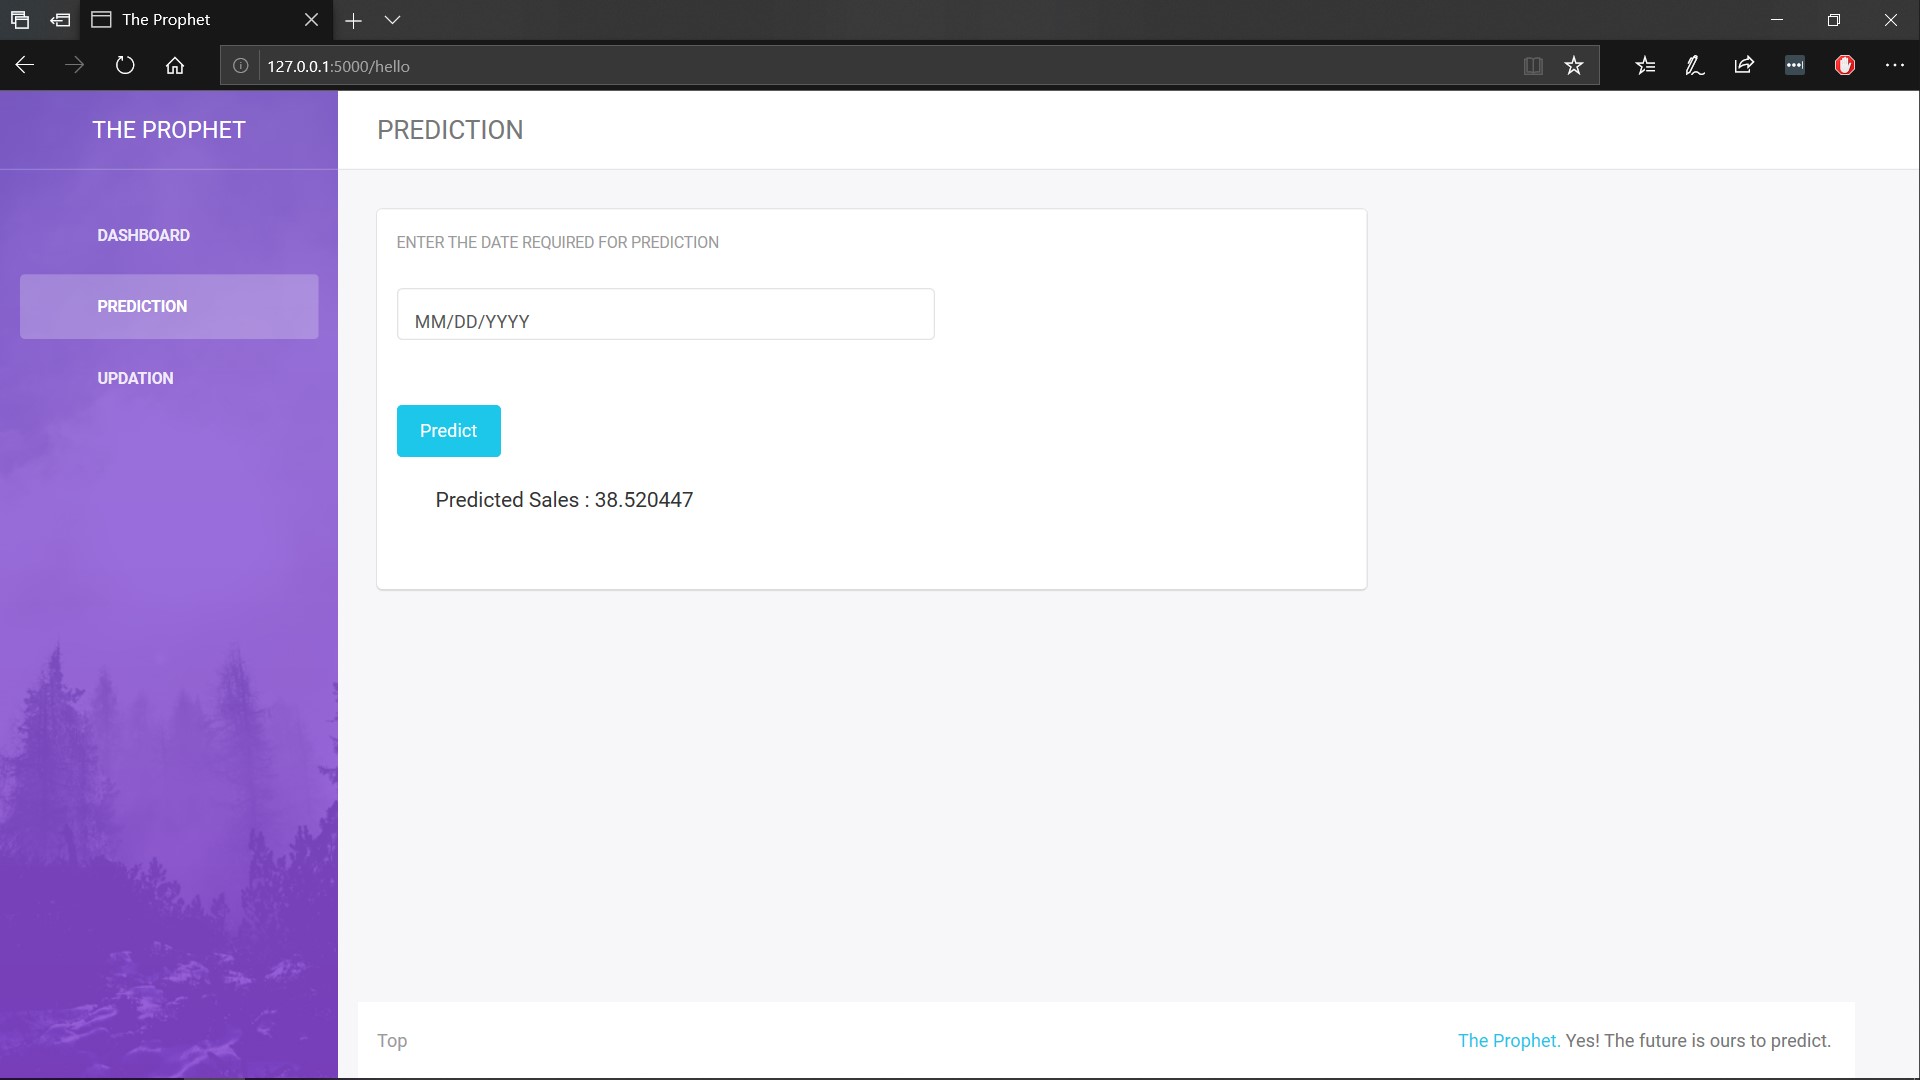 The Prophet
127.0.0.1:5000/hello
THE PROPHET
PREDICTION
DASHBOARD
PREDICTION
UPDATION
ENTER THE DATE REQUIRED FOR PREDICTION
MM/DD/YYYY
Predict
Predicted Sales : 38.520447
Top
The Prophet. Yes! The future is ours to predict.